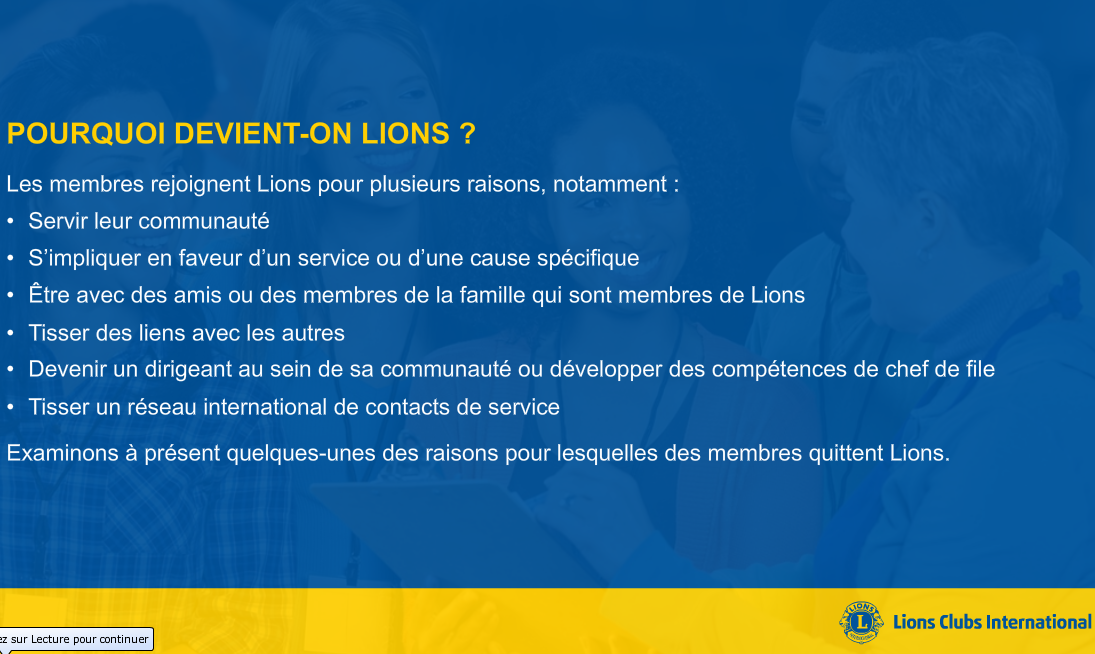 POURQUOI DEVIENT-ON LIONS ?
Les membres rejoignent Lions pour plusieurs raisons, notamment :
• Servir leur communauté
• S’impliquer en faveur d’un service ou d’une cause spécifique
• Être avec des amis ou des membres de la famille qui sont membres de Lions
• Tisser des liens avec les autres
• Devenir un dirigeant au sein de sa communauté ou développer des compétences de chef de file
• Tisser un réseau international de contacts de service
Examinons à présent quelques-unes des raisons pour lesquelles des membres quittent Lions.
LIONS
L
INTERNATIONAL
Lions Clubs International
ez sur Lecture pour continuer